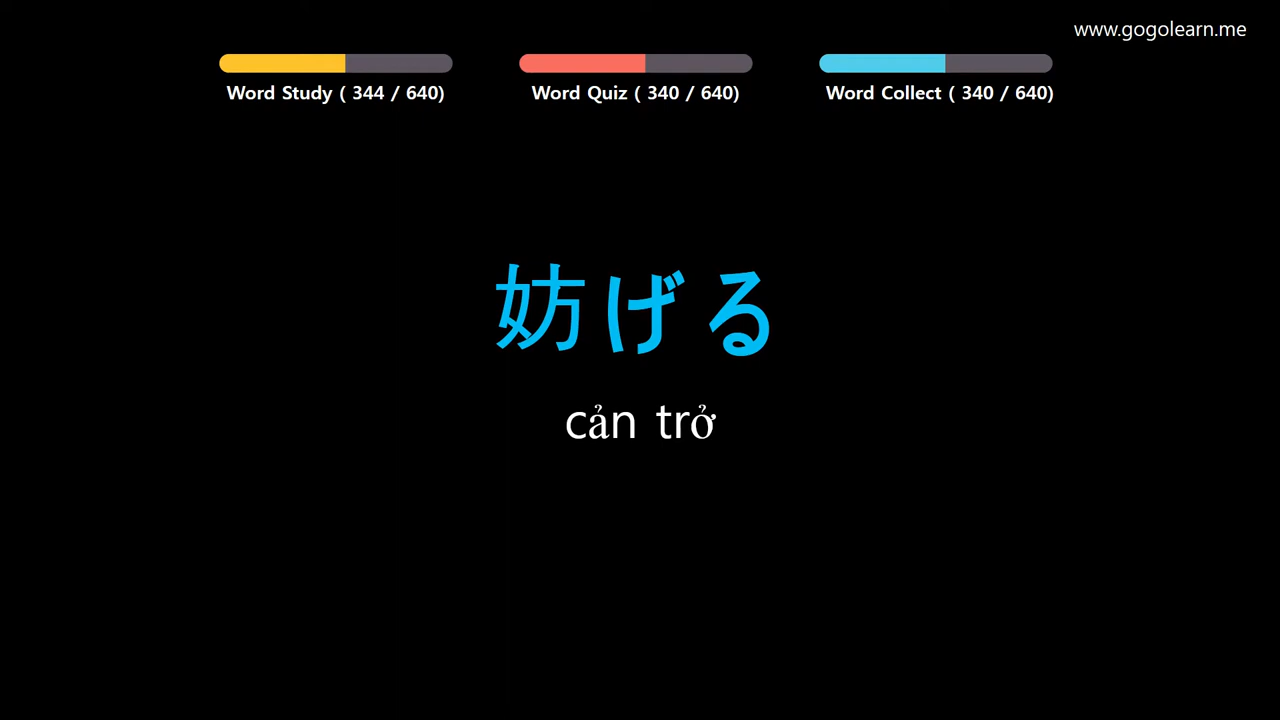 www.gogolearn.me
Word Study ( 344 / 640)
Word Quiz ( 340 / 640)
Word Collect ( 340 / 640)
妨げる
cản trở